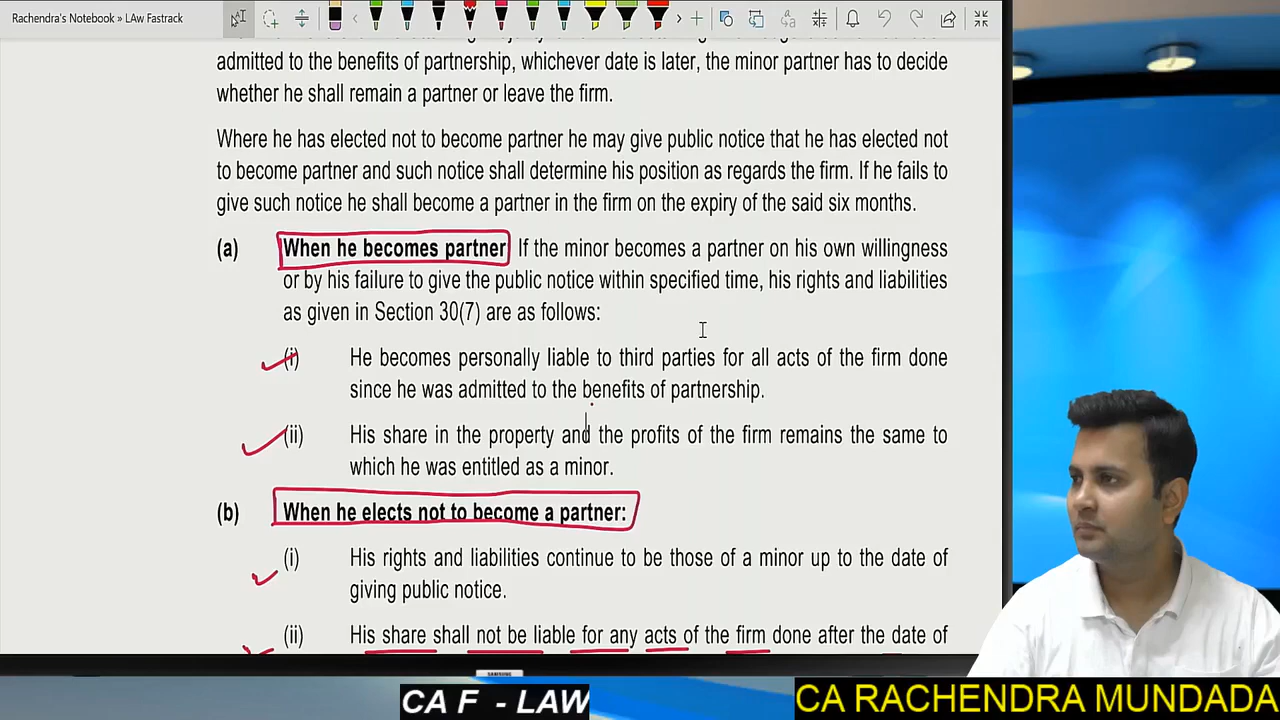 Rachendra's Notebook » LAw Fastrack
admitted to the benefits of partnership, whichever date is later, the minor partner has to decide
whether he shall remain a partner or leave the firm.
Where he has elected not to become partner he may give public notice that he has elected not
to become partner and such notice shall determine his position as regards the firm. If he fails to
give such notice he shall become a partner in the firm on the expiry of the said six months.
(a) When he becomes partner If the minor becomes a partner on his own willingness
or by his failure to give the public notice within specified time, his rights and liabilities
as given in Section 30(7) are as follows:
(i) He becomes personally liable to third parties for all acts of the firm done
since he was admitted to the benefits of partnership.
(ii) His share in the property and the profits of the firm remains the same to
which he was entitled as a minor.
(b) When he elects not to become a partner:
(i) His rights and liabilities continue to be those of a minor up to the date of
giving public notice.
(ii) His share shall not be liable for any acts of the firm done after the date of
SAMSUNG
CA F - LAW
CA RACHENDRA MUNDADA